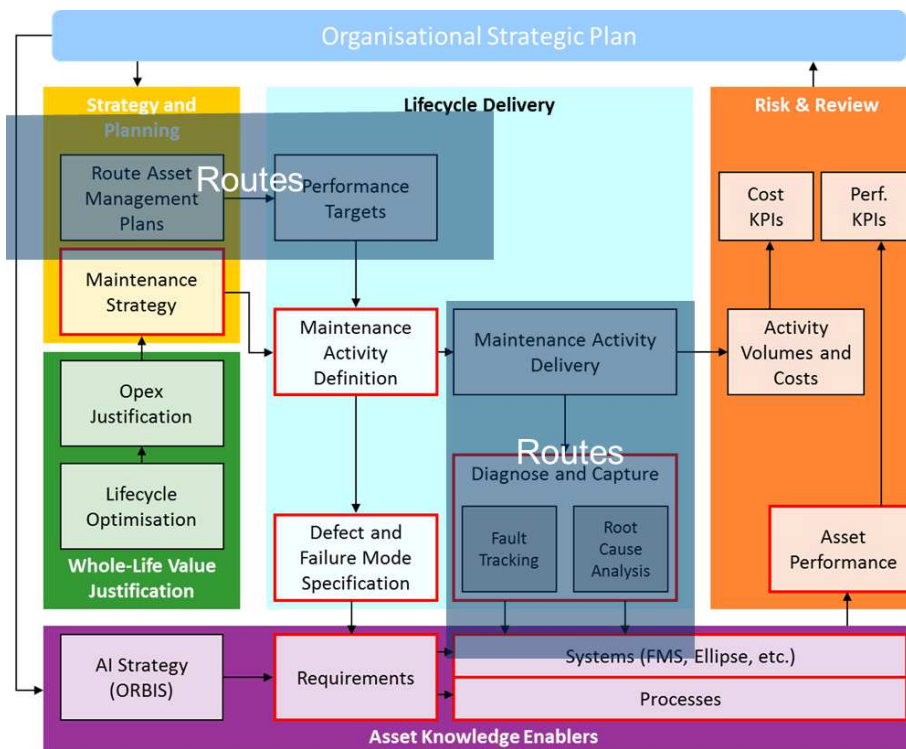 Organisational Strategic Plan
Strategy and
Planning
Lifecycle Delivery
Risk & Review
Route Asset
Management
Plans
Routes
Performance
Targets
Cost
KPIs
Perf.
KPIs
Maintenance
Strategy
Maintenance
Activity
Definition
Maintenance Activity
Delivery
Activity
Volumes and
Costs
Opex
Justification
Routes
Diagnose and Capture
Lifecycle
Optimisation
Defect and
Failure Mode
Specification
Fault
Tracking
Root
Cause
Analysis
Asset
Performance
Whole-Life Value
Justification
AI Strategy
(ORBIS)
Requirements
Systems (FMS, Ellipse, etc.)
Processes
Asset Knowledge Enablers